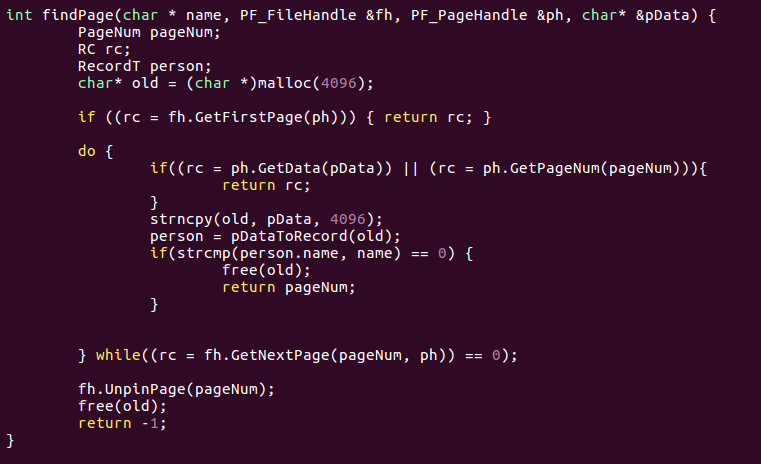 int findPage(char * name, PF_FileHandle &fh, PF_PageHandle &ph, char* &pData) {
        PageNum pageNum;
        RC rc;
        RecordT person;
        char* old = (char *)malloc(4096);

        if ((rc = fh.GetFirstPage(ph))) { return rc; }

        do {
                if((rc = ph.GetData(pData)) || (rc = ph.GetPageNum(pageNum))){
                        return rc;
                }
                strncpy(old, pData, 4096);
                person = pDataToRecord(old);
                if(strcmp(person.name, name) == 0) {
                        free(old);
                        return pageNum;
                }


        } while((rc = fh.GetNextPage(pageNum, ph)) == 0);

        fh.UnpinPage(pageNum);
        free(old);
        return -1;
}